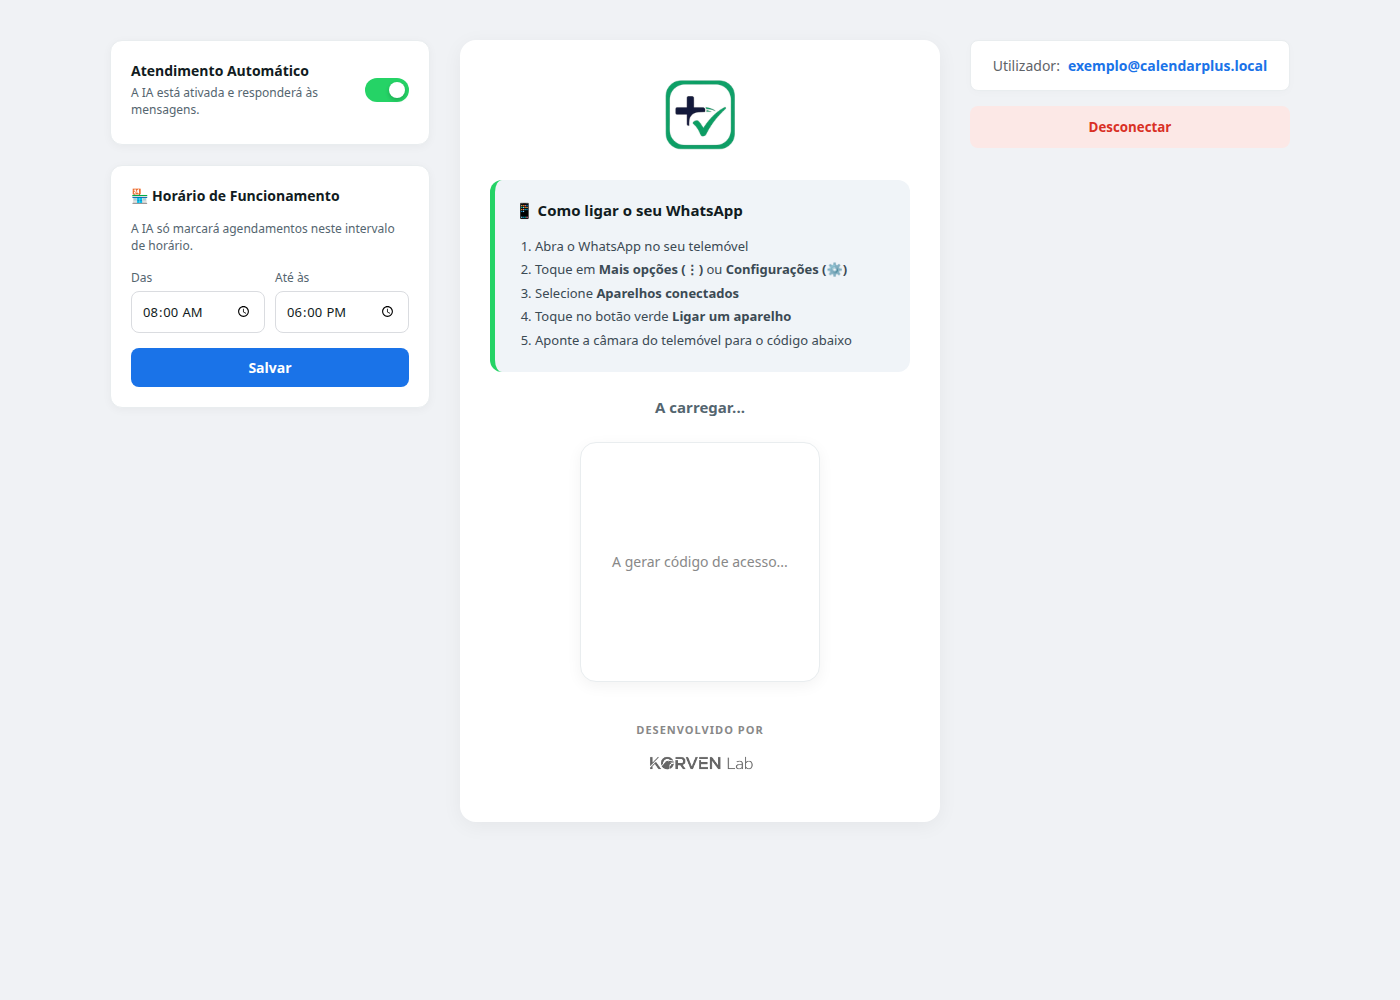 Atendimento Automático
A IA está ativada e responderá às
mensagens.
🏪 Horário de Funcionamento
A IA só marcará agendamentos neste intervalo
de horário.
Das
Até às
08:00 AM
06:00 PM
Salvar
📱 Como ligar o seu WhatsApp
1. Abra o WhatsApp no seu telemóvel
2. Toque em Mais opções (⋮) ou Configurações (⚙️)
3. Selecione Aparelhos conectados
4. Toque no botão verde Ligar um aparelho
5. Aponte a câmara do telemóvel para o código abaixo
A carregar...
A gerar código de acesso...
DESENVOLVIDO POR
KORVEN Lab
Utilizador: exemplo@calendarplus.local
Desconectar